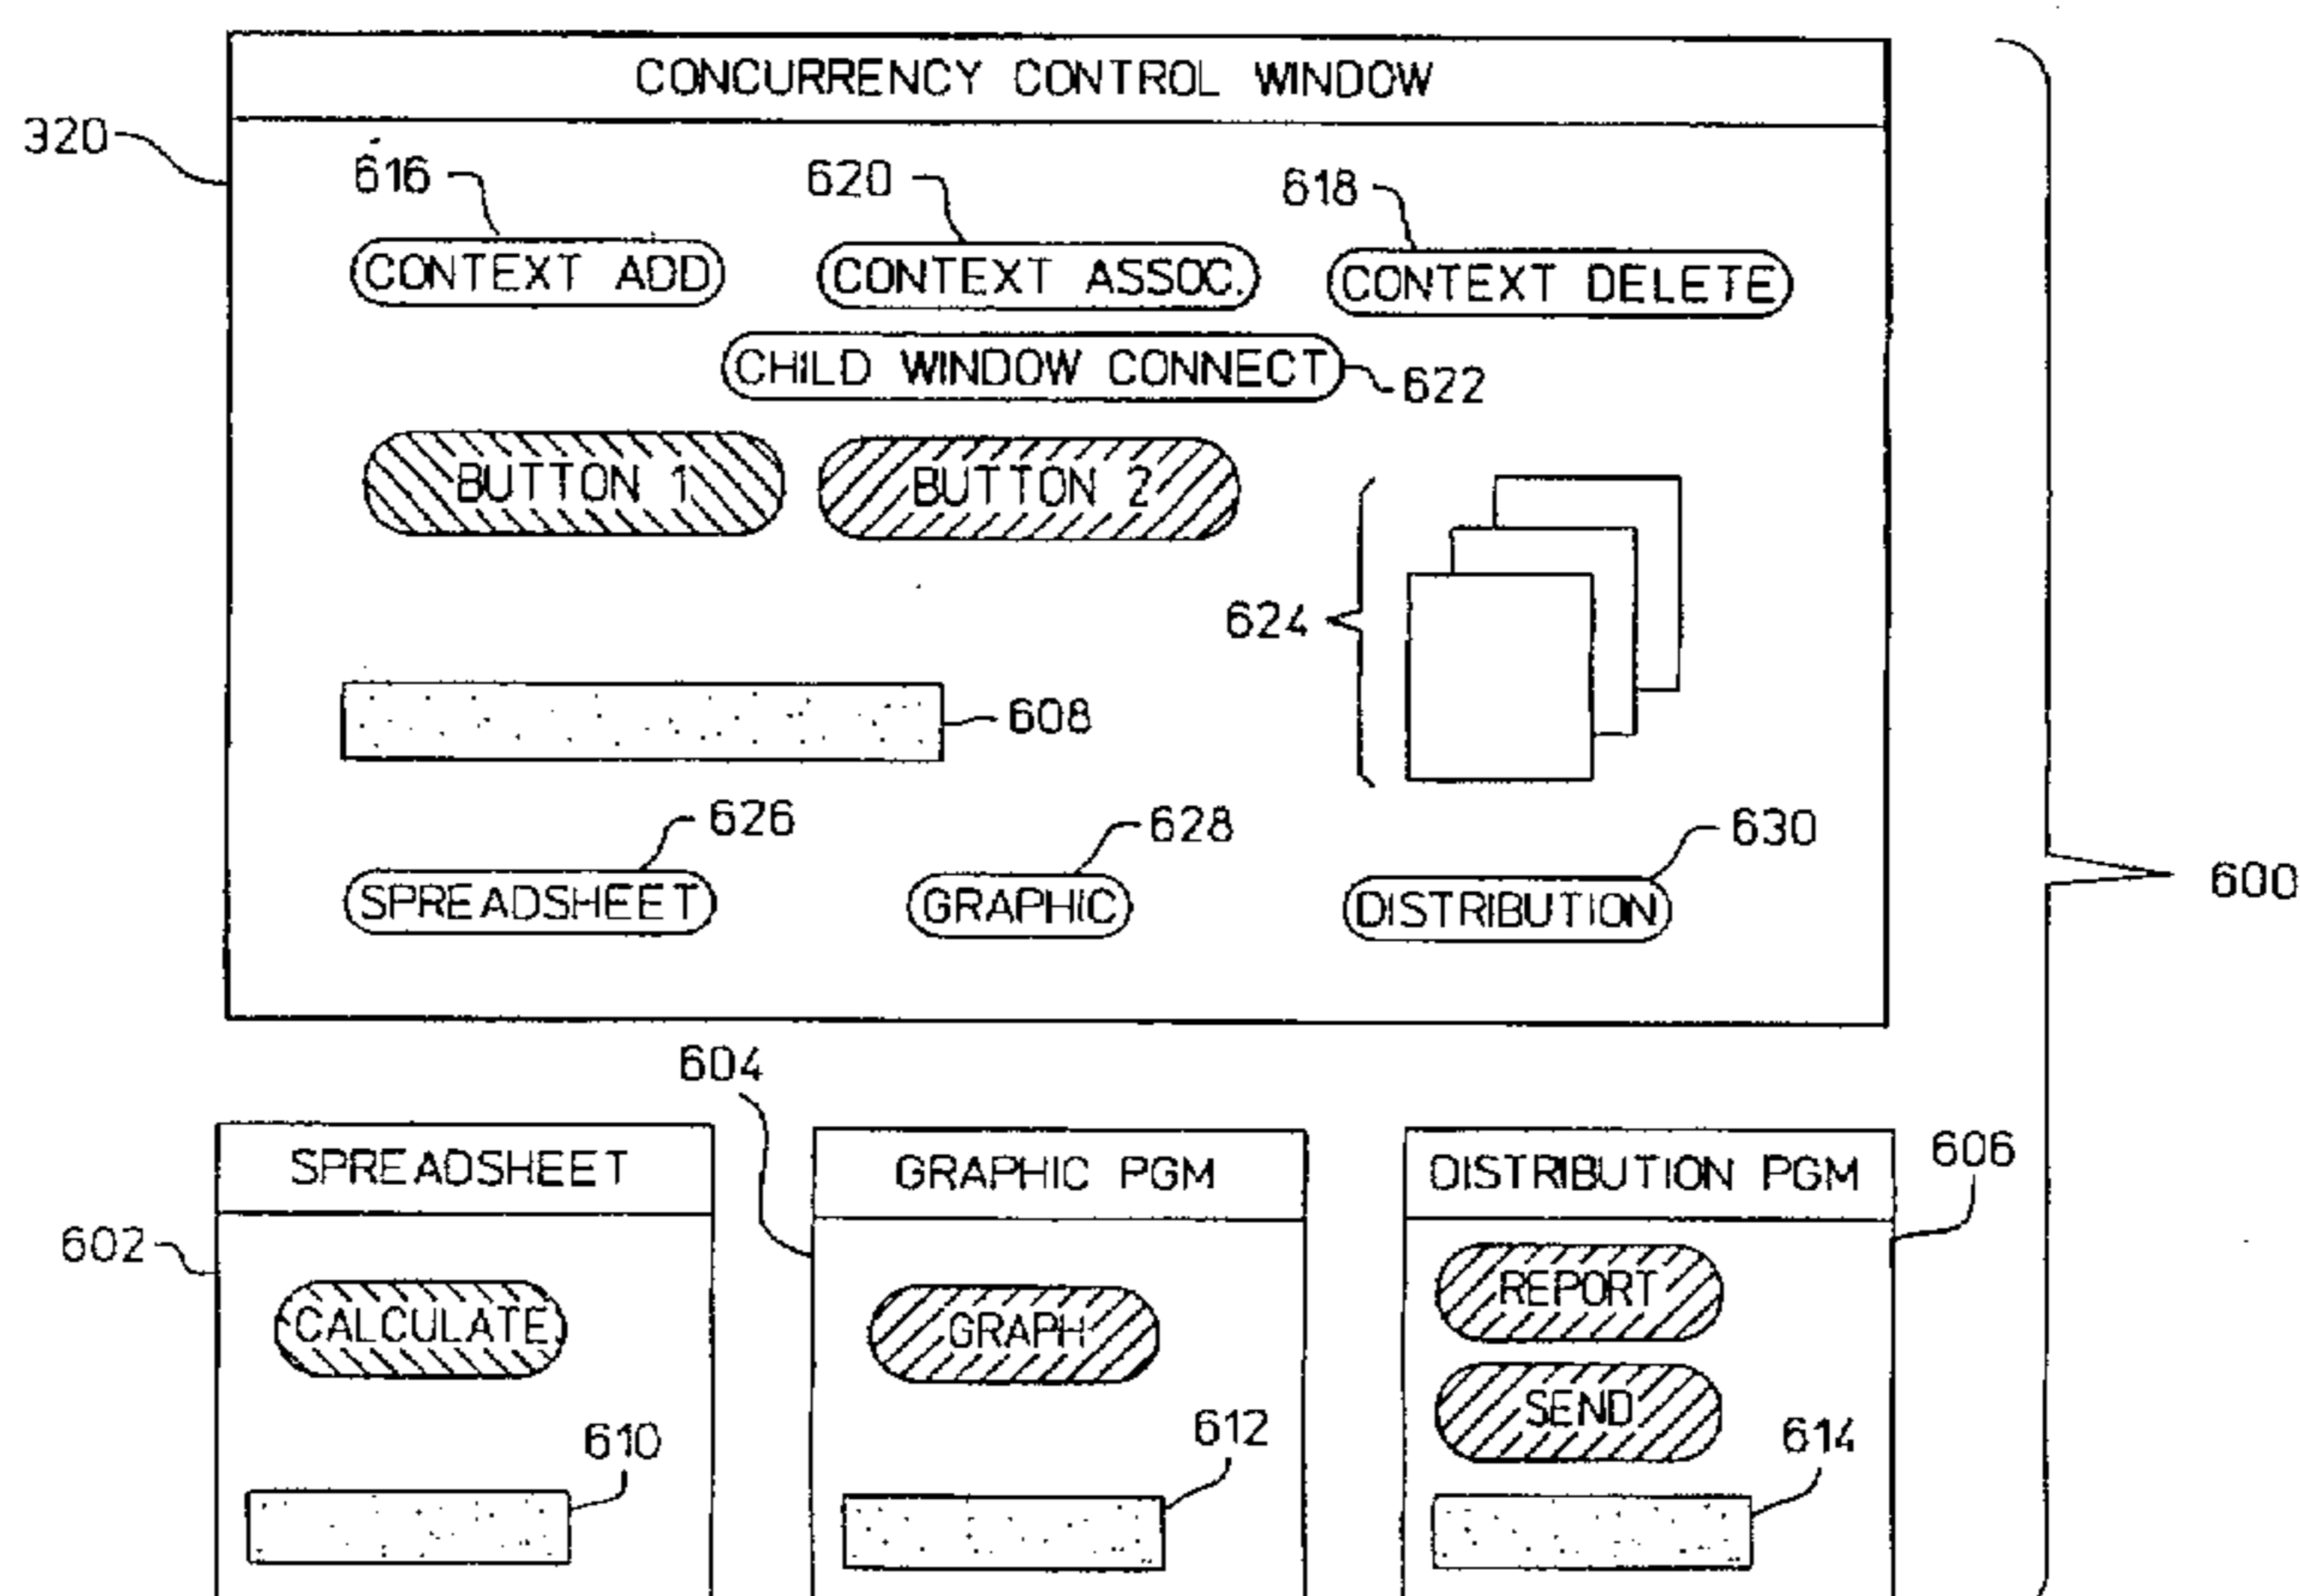 CONCURRENCY CONTROL WINDOW
320
616 620 618
CONTEXT ADD CONTEXT ASSOC. CONTEXT DELETE
CHILD WINDOW CONNECT 622
BUTTON 1 BUTTON 2
624
608
626 628 630
SPREADSHEET GRAPHIC DISTRIBUTION
600
604
SPREADSHEET GRAPHIC PGM DISTRIBUTION PGM 606
602
CALCULATE GRAPH REPORT
SEND
610 612 614